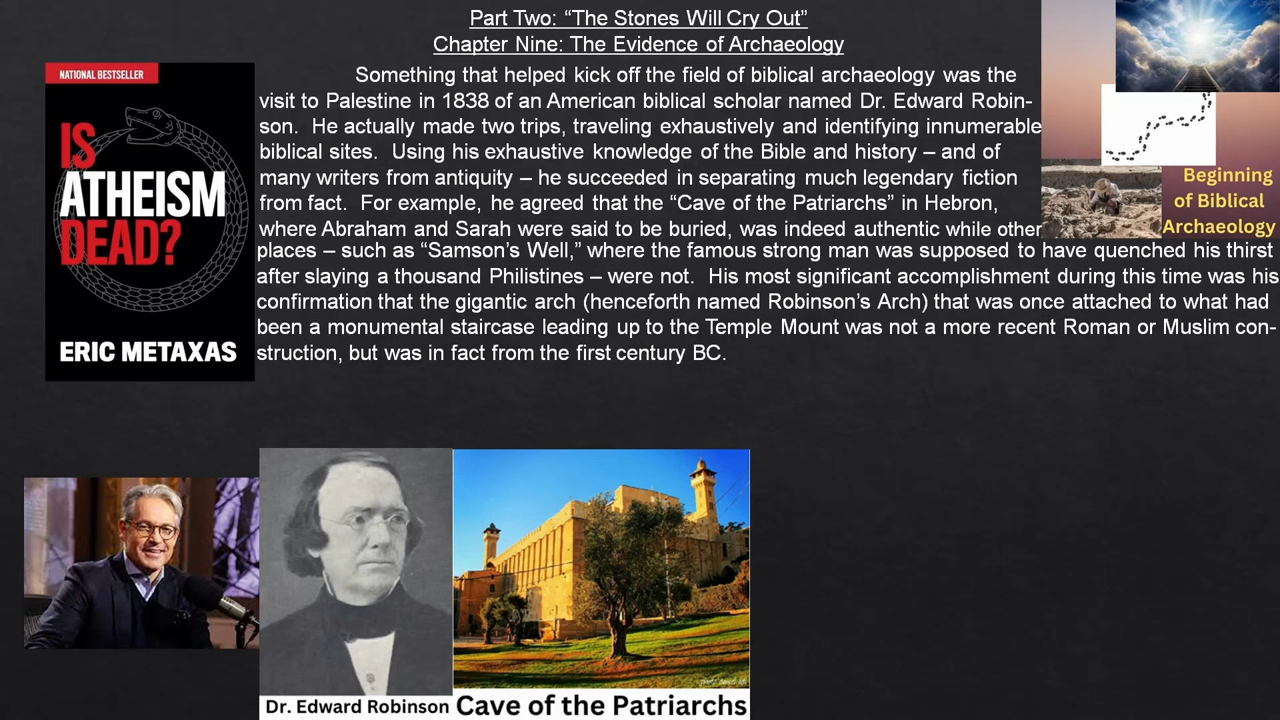 Part Two: “The Stones Will Cry Out”
Chapter Nine: The Evidence of Archaeology
Something that helped kick off the field of biblical archaeology was the
visit to Palestine in 1838 of an American biblical scholar named Dr. Edward Robin-
son.  He actually made two trips, traveling exhaustively and identifying innumerable
biblical sites.  Using his exhaustive knowledge of the Bible and history – and of
many writers from antiquity – he succeeded in separating much legendary fiction
from fact.  For example, he agreed that the “Cave of the Patriarchs” in Hebron,
where Abraham and Sarah were said to be buried, was indeed authentic while other
places – such as “Samson’s Well,” where the famous strong man was supposed to have quenched his thirst
after slaying a thousand Philistines – were not.  His most significant accomplishment during this time was his
confirmation that the gigantic arch (henceforth named Robinson’s Arch) that was once attached to what had
been a monumental staircase leading up to the Temple Mount was not a more recent Roman or Muslim con-
struction, but was in fact from the first century BC.
NATIONAL BESTSELLER
IS
ATHEISM
DEAD?
ERIC METAXAS
Beginning
of Biblical
Archaeology
Dr. Edward Robinson
Cave of the Patriarchs